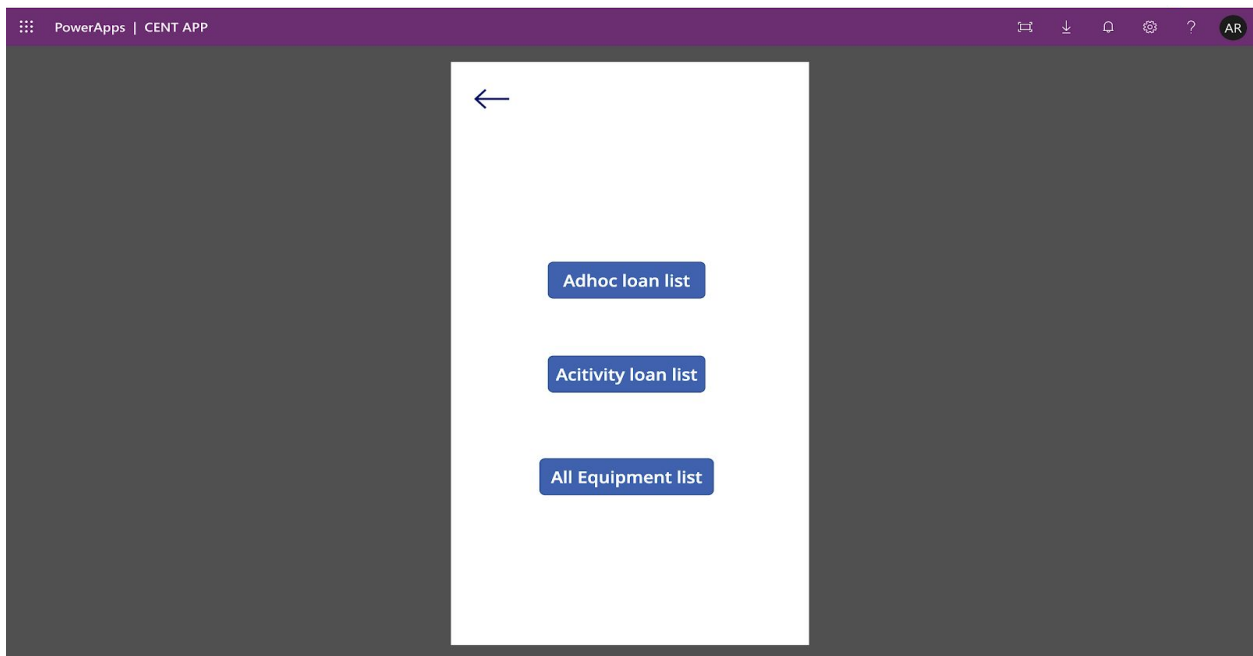 PowerApps | CENT APP
? AR
Adhoc loan list
Acitivity loan list
All Equipment list